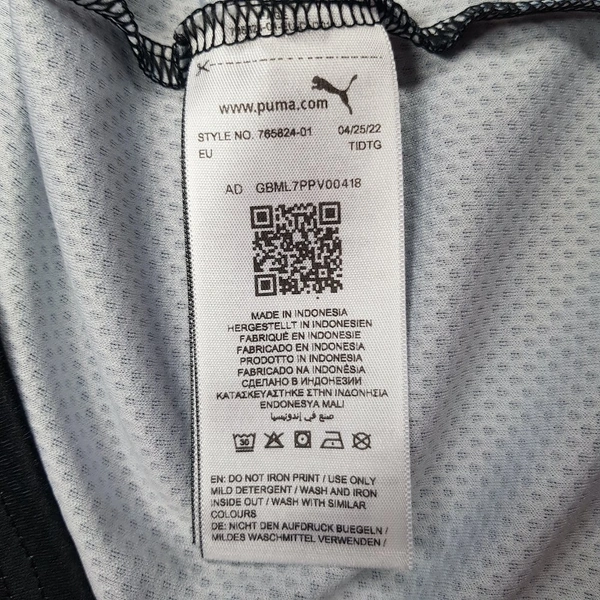 www.puma.com
STYLE NO. 765824-01 04/25/22
EU TIDTG
AD GBML7PPV00418
MADE IN INDONESIA
HERGESTELLT IN INDONESIEN
FABRIQUÉ EN INDONESIE
FABRICADO EN INDONESIA
PRODOTTO IN INDONESIA
FABRICADO NA INDONÉSIA
СДЕЛАНО В ИНДОНЕЗИИ
ΚΑΤΑΣΚΕΥΑΣΤΗΚΕ ΣΤΗΝ ΙΝΔΟΝΗΣΙΑ
ENDONESYA MALI
صنع في إندونيسيا
30
EN: DO NOT IRON PRINT / USE ONLY
MILD DETERGENT / WASH AND IRON
INSIDE OUT / WASH WITH SIMILAR
COLOURS
DE: NICHT DEN AUFDRUCK BUEGELN /
MILDES WASCHMITTEL VERWENDEN /